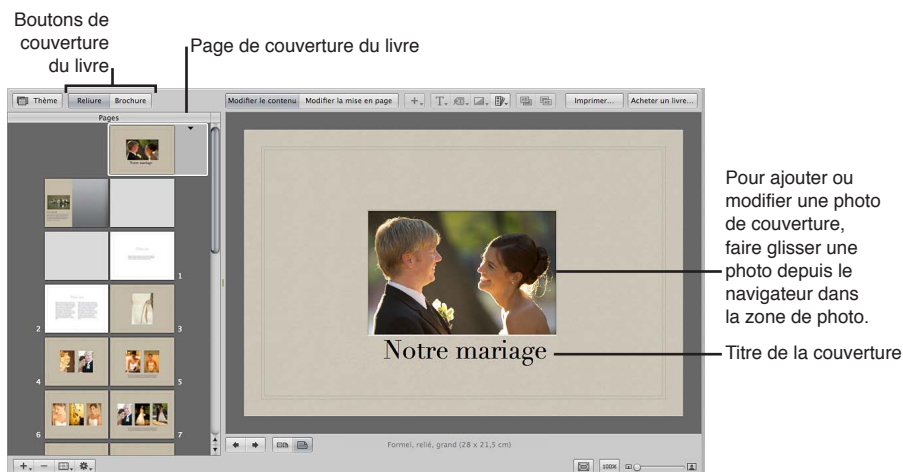 Boutons de
couverture
du livre
Page de couverture du livre
Thème Reliure Brochure
Modifier le contenu Modifier la mise en page
Imprimer... Acheter un livre...
Pages
Notre mariage
1
2
3
4
5
6
7
Notre mariage
Pour ajouter ou
modifier une photo
de couverture,
faire glisser une
photo depuis le
navigateur dans
la zone de photo.
Titre de la couverture
Formel, relié, grand (28 x 21,5 cm)
100%